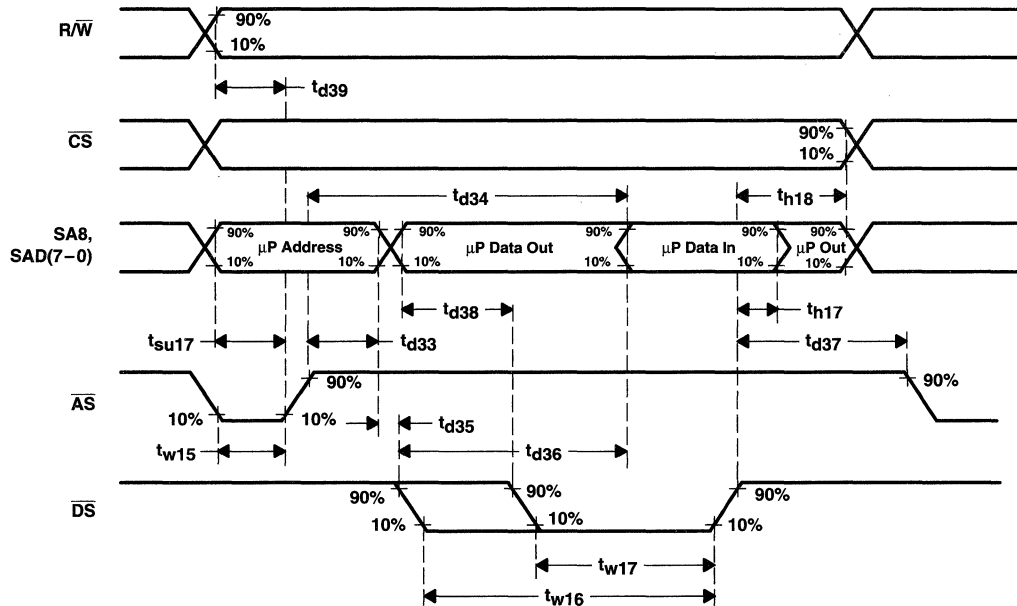 R/W̅
90%
10%
td39
C̅S̅
90%
10%
td34
th18
SA8,
SAD(7−0)
90%
10%
μP Address
90%
10%
90%
10%
μP Data Out
90%
10%
90%
10%
μP Data In
90%
10%
μP Out
90%
10%
td38
th17
tsu17
td33
td37
A̅S̅
10%
10%
90%
90%
td35
tw15
td36
D̅S̅
90%
10%
90%
10%
90%
10%
tw17
tw16